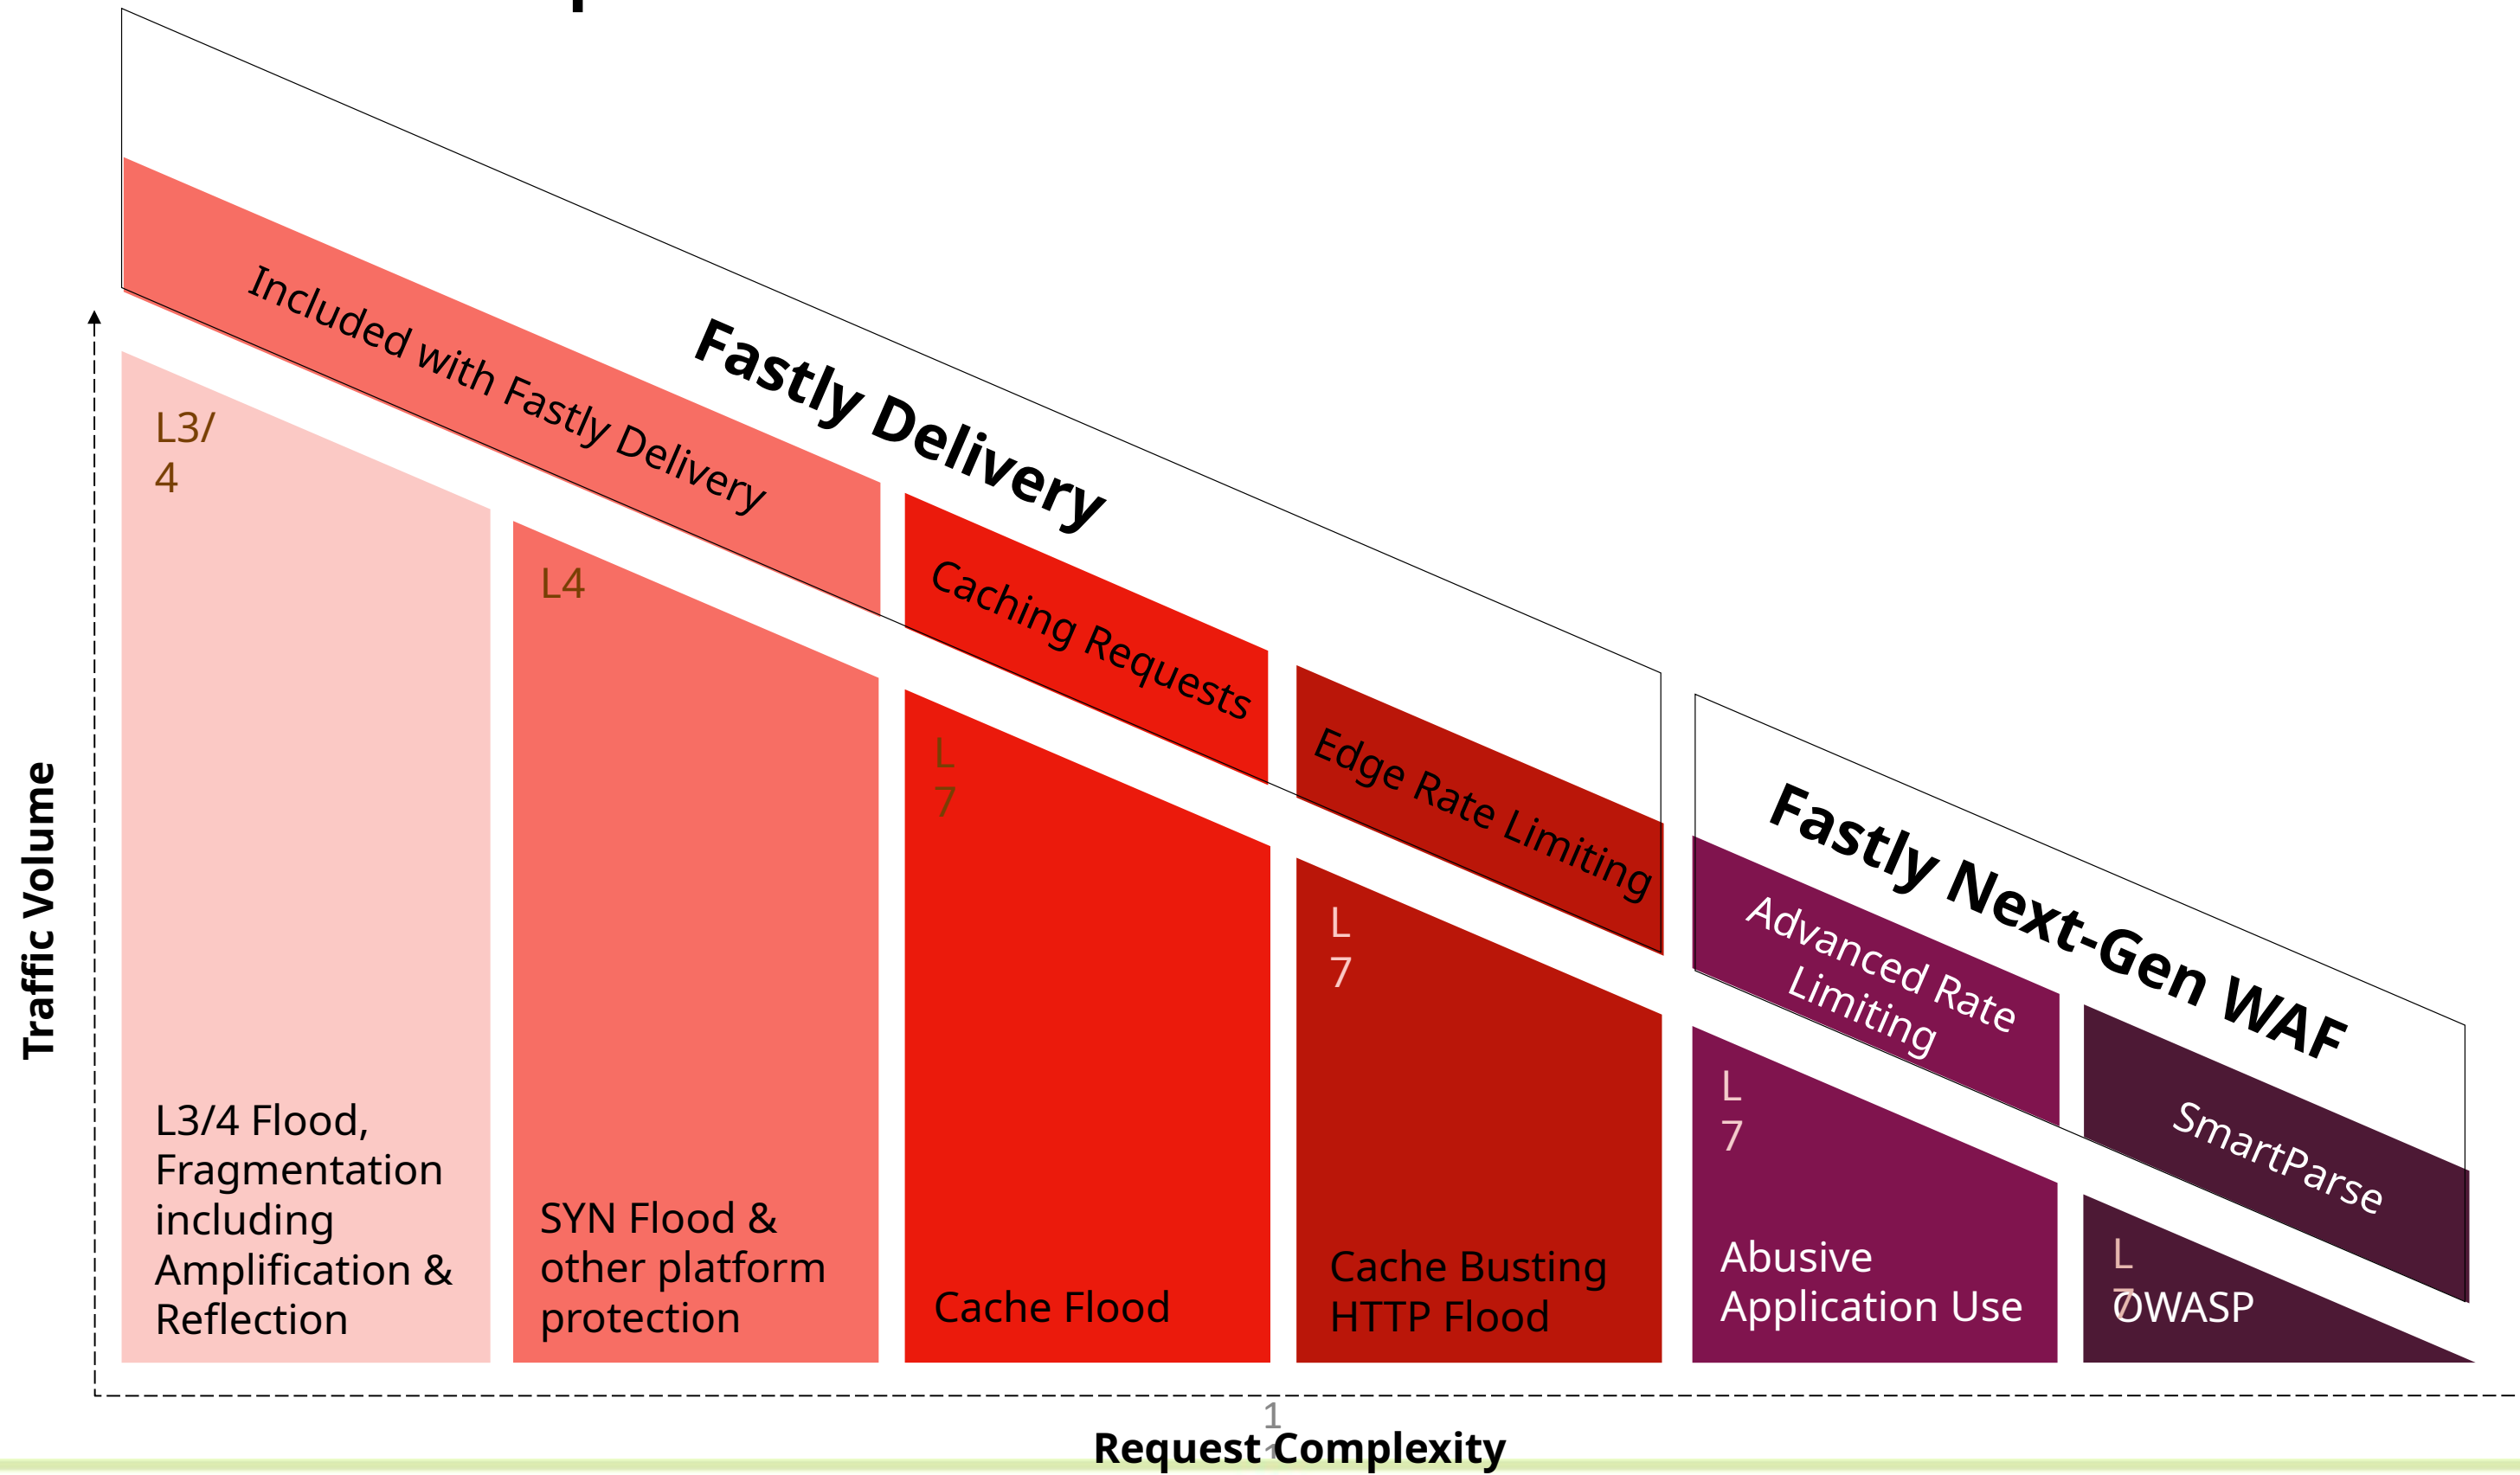 Included with Fastly Delivery
Fastly Delivery
Caching Requests
Edge Rate Limiting
Fastly Next-Gen WAF
Advanced Rate
Limiting
SmartParse
Traffic Volume
L3/
4
L4
L
7
L
7
L
7
L
7
L3/4 Flood,
Fragmentation
including
Amplification &
Reflection
SYN Flood &
other platform
protection
Cache Flood
Cache Busting
HTTP Flood
Abusive
Application Use
OWASP
1
Request Complexity